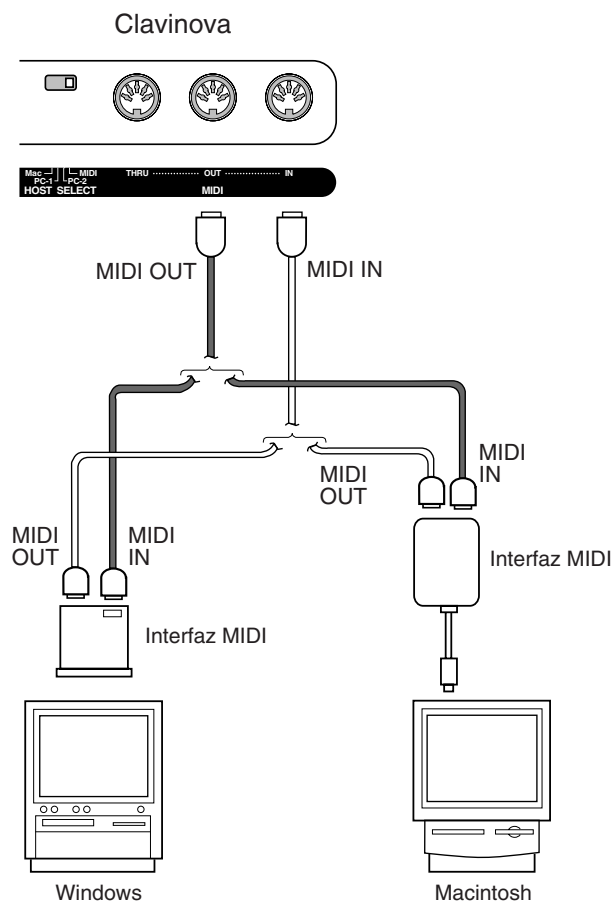 Clavinova
Mac MIDI THRU OUT IN
PC-1 PC-2
HOST SELECT MIDI
MIDI OUT MIDI IN
MIDI
OUT
MIDI
IN
MIDI
OUT
MIDI
IN
Interfaz MIDI
Interfaz MIDI
Windows
Macintosh